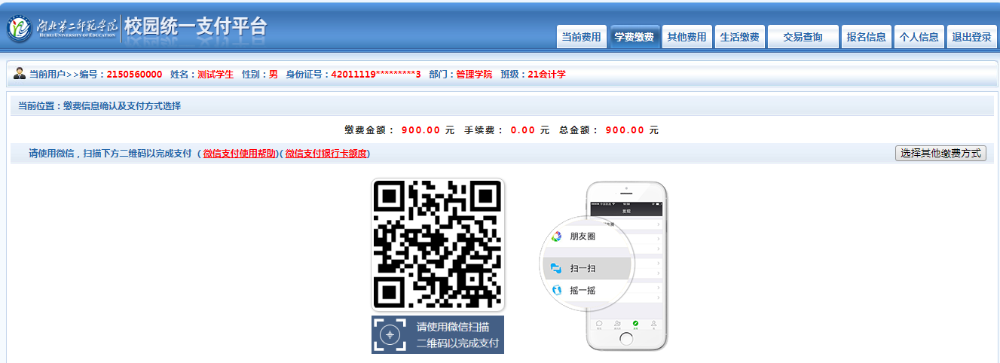 湖北第二师范学院 校园统一支付平台
HUBEI UNIVERSITY OF EDUCATION
当前费用 学费缴费 其他费用 生活缴费 交易查询 报名信息 个人信息 退出登录
当前用户>>编号：2150560000 姓名：测试学生 性别：男 身份证号：42011119*********3 部门：管理学院 班级：21会计学
当前位置：缴费信息确认及支付方式选择
缴费金额： 900.00 元 手续费： 0.00 元 总金额： 900.00 元
请使用微信，扫描下方二维码以完成支付 ( 微信支付使用帮助)( 微信支付银行卡额度)
选择其他缴费方式
发现
朋友圈
扫一扫
摇一摇
请使用微信扫描
二维码以完成支付